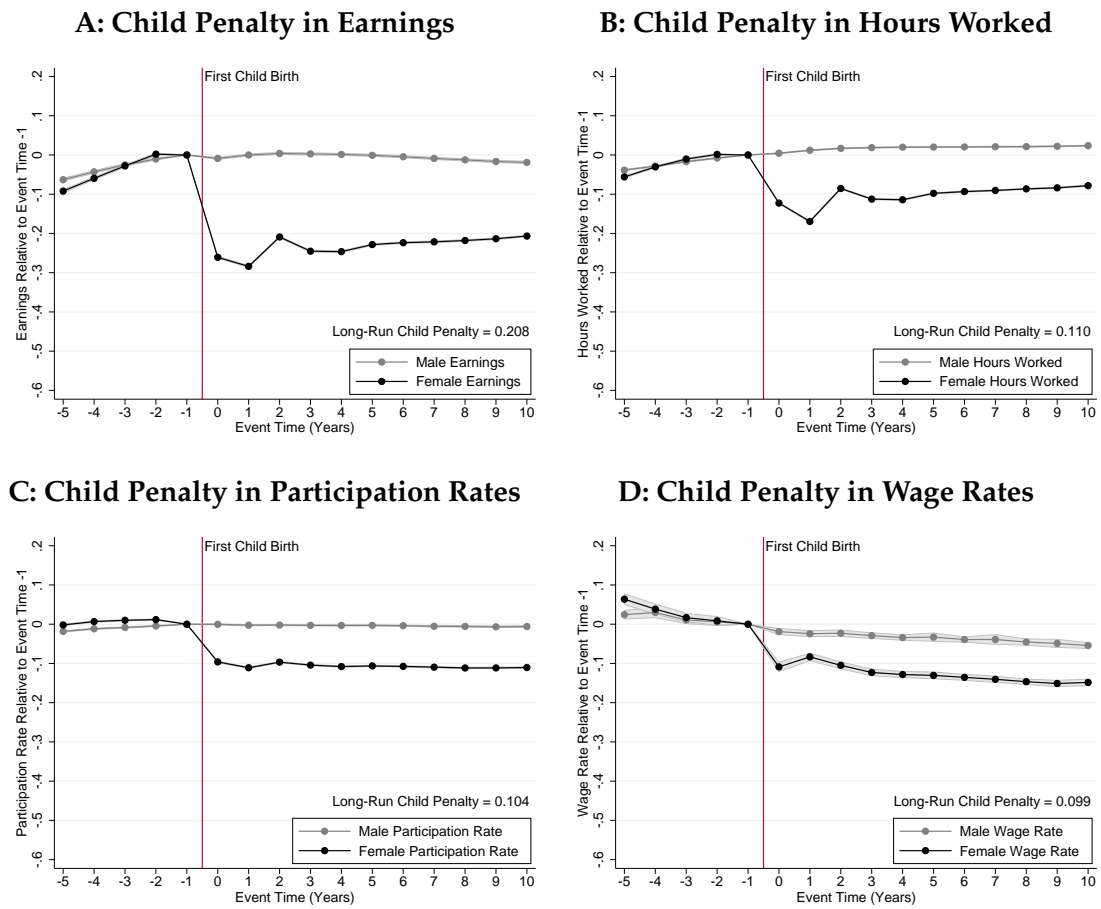 A: Child Penalty in Earnings
Earnings Relative to Event Time -1
.2
.1
0
-.1
-.2
-.3
-.4
-.5
-.6
First Child Birth
Long-Run Child Penalty = 0.208
Male Earnings
Female Earnings
-5 -4 -3 -2 -1 0 1 2 3 4 5 6 7 8 9 10
Event Time (Years)
B: Child Penalty in Hours Worked
Hours Worked Relative to Event Time -1
.2
.1
0
-.1
-.2
-.3
-.4
-.5
-.6
First Child Birth
Long-Run Child Penalty = 0.110
Male Hours Worked
Female Hours Worked
-5 -4 -3 -2 -1 0 1 2 3 4 5 6 7 8 9 10
Event Time (Years)
C: Child Penalty in Participation Rates
Participation Rate Relative to Event Time -1
.2
.1
0
-.1
-.2
-.3
-.4
-.5
-.6
First Child Birth
Long-Run Child Penalty = 0.104
Male Participation Rate
Female Participation Rate
-5 -4 -3 -2 -1 0 1 2 3 4 5 6 7 8 9 10
Event Time (Years)
D: Child Penalty in Wage Rates
Wage Rate Relative to Event Time -1
.2
.1
0
-.1
-.2
-.3
-.4
-.5
-.6
First Child Birth
Long-Run Child Penalty = 0.099
Male Wage Rate
Female Wage Rate
-5 -4 -3 -2 -1 0 1 2 3 4 5 6 7 8 9 10
Event Time (Years)